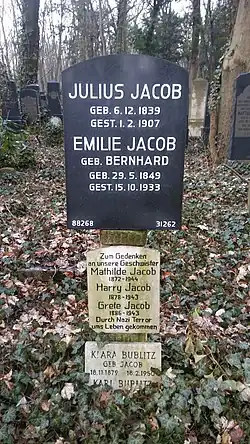 JULIUS JACOB
GEB. 6. 12. 1839
GEST. 1. 2. 1907
EMILIE JACOB
GEB. BERNHARD
GEB. 29. 5. 1849
GEST. 15. 10. 1933
88268 31262
Zum Gedenken
an unsere Geschwister
Mathilde Jacob
1872-1944
Harry Jacob
1878-1943
Grete Jacob
1886-1943
Durch Nazi Terror
ums Leben gekommen
KLARA BUBLITZ
GEB JACOB
KARL BUBLITZ